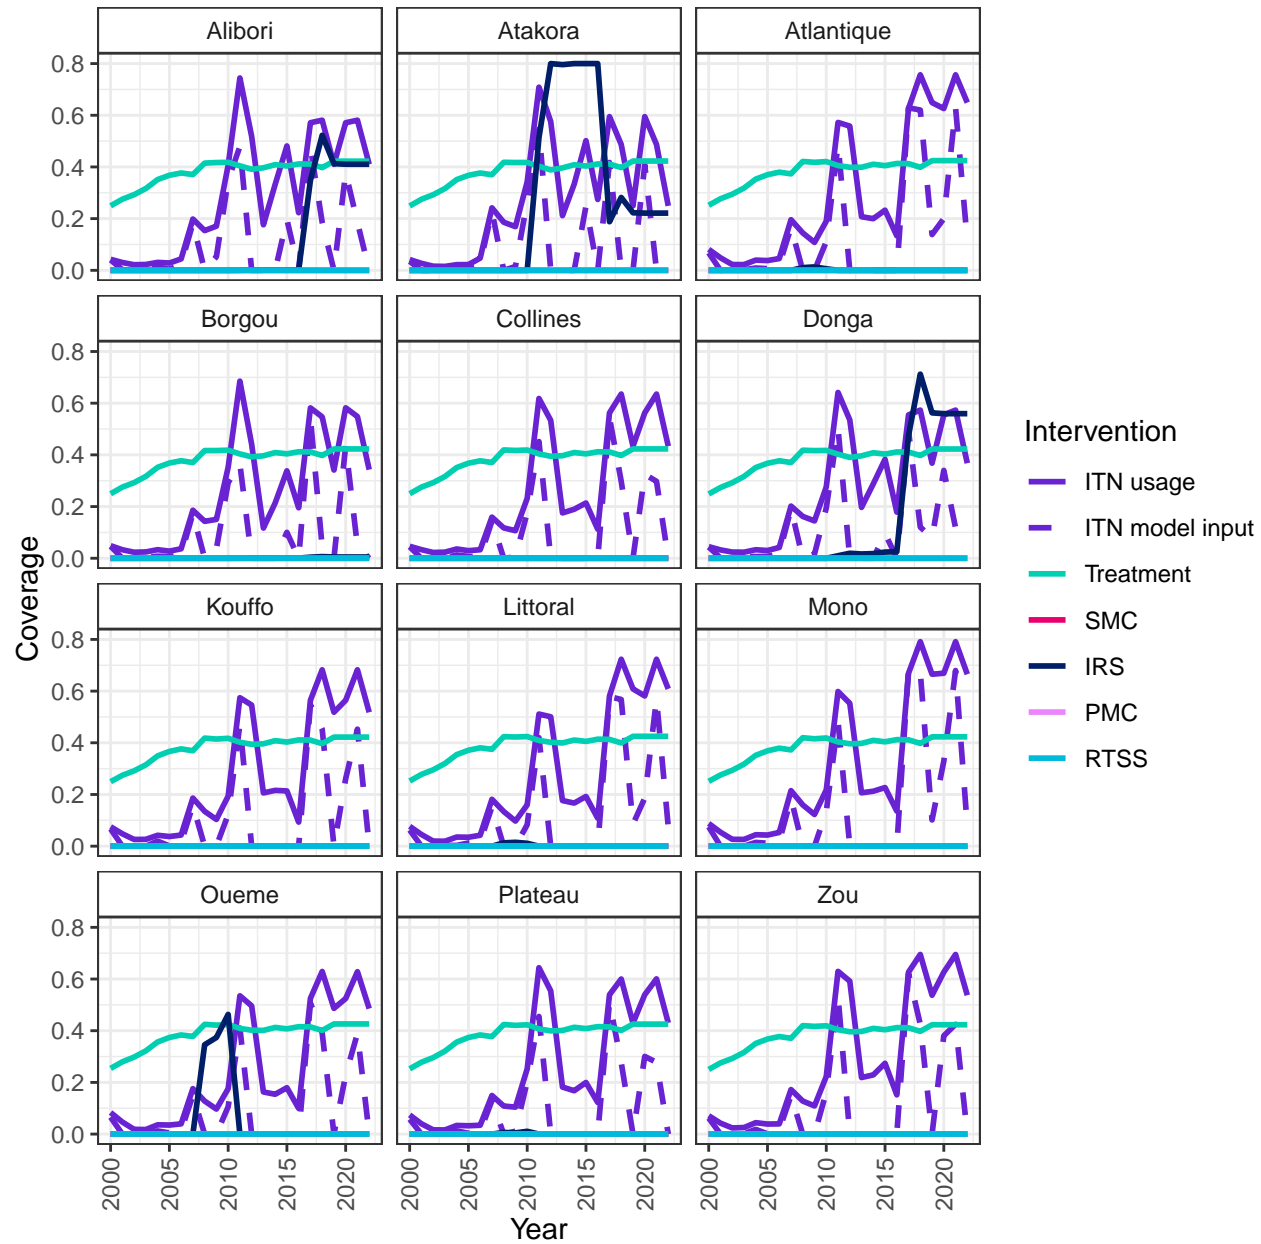 Alibori Atakora Atlantique
0.8
0.6
0.4
0.2
0.0
Borgou Collines Donga
0.8
0.6
0.4
0.2
0.0
Kouffo Littoral Mono
0.8
0.6
0.4
0.2
0.0
Oueme Plateau Zou
0.8
0.6
0.4
0.2
0.0
2000 2005 2010 2015 2020 2000 2005 2010 2015 2020 2000 2005 2010 2015 2020
Year
Coverage
Intervention
ITN usage
ITN model input
Treatment
SMC
IRS
PMC
RTSS